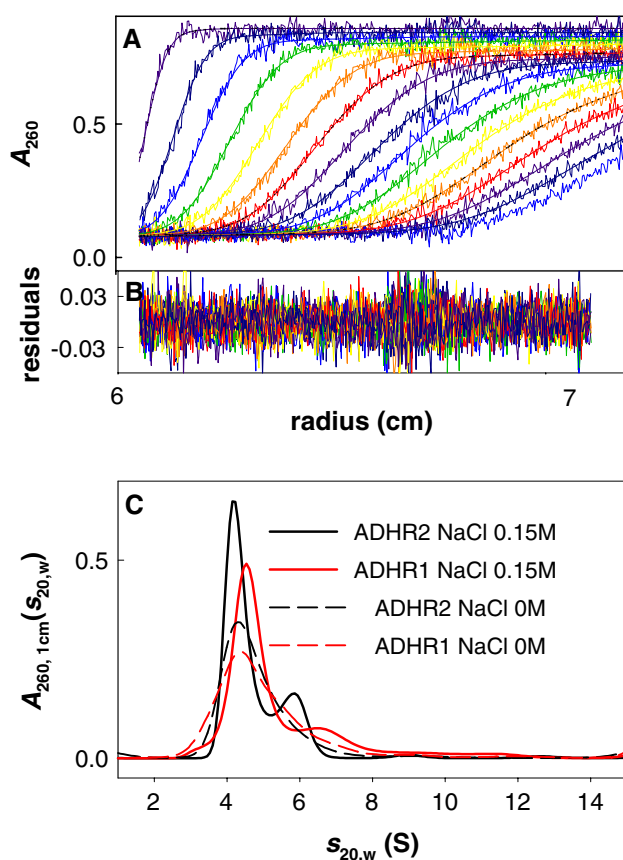 A
0.5
A260
0.0
B
0.03
-0.03
residuals
6
7
radius (cm)
C
0.5
0.0
A260, 1cm(s20,w)
ADHR2 NaCl 0.15M
ADHR1 NaCl 0.15M
ADHR2 NaCl 0M
ADHR1 NaCl 0M
2
4
6
8
10
12
14
s20,w (S)